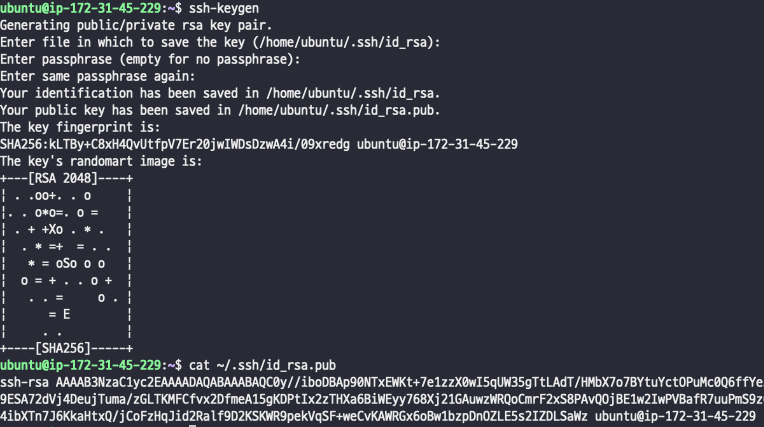 ubuntu@ip-172-31-45-229:~$ ssh-keygen
Generating public/private rsa key pair.
Enter file in which to save the key (/home/ubuntu/.ssh/id_rsa):
Enter passphrase (empty for no passphrase):
Enter same passphrase again:
Your identification has been saved in /home/ubuntu/.ssh/id_rsa.
Your public key has been saved in /home/ubuntu/.ssh/id_rsa.pub.
The key fingerprint is:
SHA256:kLTBy+C8xH4QvUtfpV7Er20jwIWDsDzwA4i/09xredg ubuntu@ip-172-31-45-229
The key's randomart image is:
+---[RSA 2048]----+
| . .oo+. . o     |
|. . o*o=. o =    |
| . + +Xo . * .   |
|  . * =+  = . .  |
|   * = oSo o o   |
|  o = + . . o +  |
|   . . =     o . |
|      = E        |
|     . .         |
+----[SHA256]-----+
ubuntu@ip-172-31-45-229:~$ cat ~/.ssh/id_rsa.pub
ssh-rsa AAAAB3NzaC1yc2EAAAADAQABAAABAQC0y//iboDBAp90NTxEWKt+7e1zzX0wI5qUW35gTtLAdT/HMbX7o7BYtuYctOPuMc0Q6ffYe
9ESA72dVj4DeujTuma/zGLTKMFCfvx2DfmeA15gKDPtIx2zTHXa6BiWEyy768Xj21GAuwzWRQoCmrF2xS8PAvQOjBE1w2IwPVBafR7uuPmS9z
4ibXTn7J6KkaHtxQ/jCoFzHqJid2Ralf9D2KSKWR9pekVqSF+weCvKAWRGx6oBw1bzpDnOZLE5s2IZDLSaWz ubuntu@ip-172-31-45-229